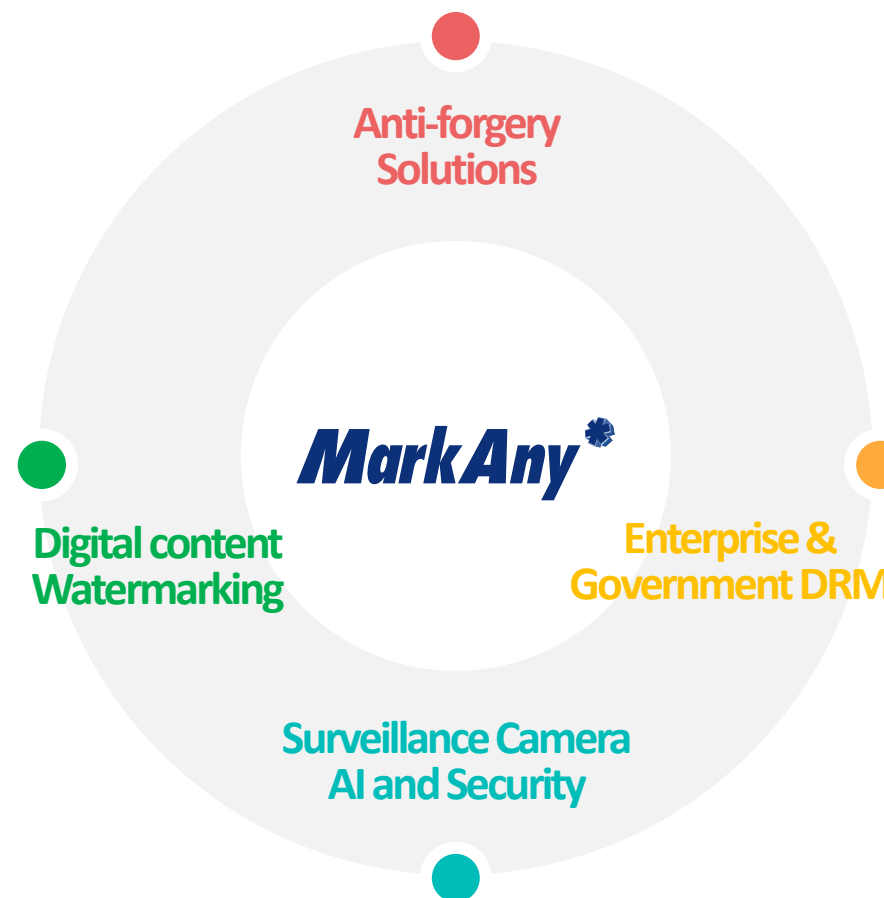 Anti-forgery
Solutions
MarkAny
Digital content
Watermarking
Enterprise &
Government DRM
Surveillance Camera
AI and Security